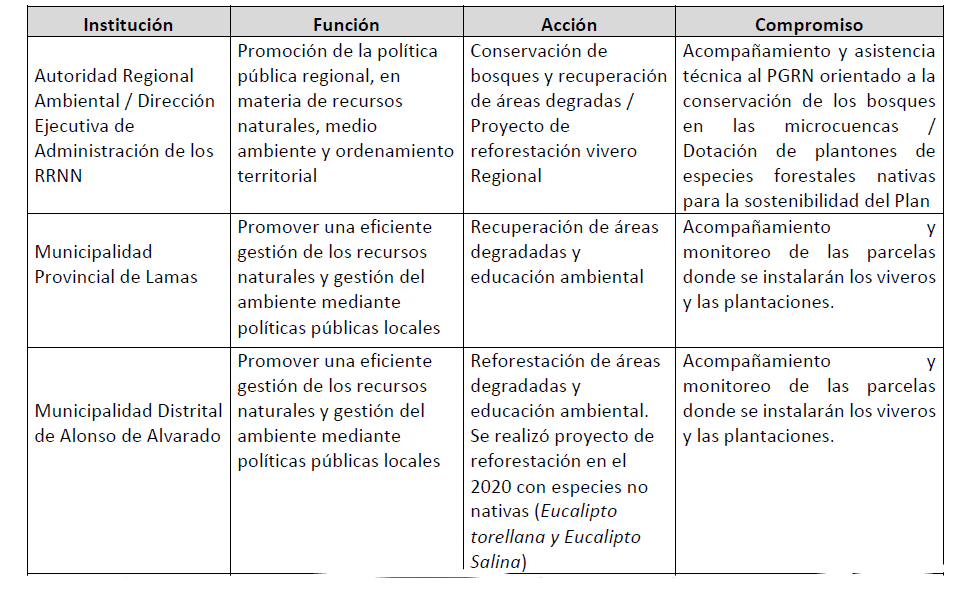 Institución
Función
Acción
Compromiso
Autoridad Regional
Ambiental / Dirección
Ejecutiva de
Administración de los
RRNN
Promoción de la política
pública regional, en
materia de recursos
naturales, medio
ambiente y ordenamiento
territorial
Conservación de
bosques y recuperación
de áreas degradadas /
Proyecto de
reforestación vivero
Regional
Acompañamiento y asistencia
técnica al PGRN orientado a la
conservación de los bosques
en las microcuencas /
Dotación de plantones de
especies forestales nativas
para la sostenibilidad del Plan
Municipalidad
Provincial de Lamas
Promover una eficiente
gestión de los recursos
naturales y gestión del
ambiente mediante
políticas públicas locales
Recuperación de áreas
degradadas y
educación ambiental
Acompañamiento y
monitoreo de las parcelas
donde se instalarán los viveros
y las plantaciones.
Municipalidad Distrital
de Alonso de Alvarado
Promover una eficiente
gestión de los recursos
naturales y gestión del
ambiente mediante
políticas públicas locales
Reforestación de áreas
degradadas y
educación ambiental.
Se realizó proyecto de
reforestación en el
2020 con especies no
nativas (Eucalipto
torellana y Eucalipto
Salina)
Acompañamiento y
monitoreo de las parcelas
donde se instalarán los viveros
y las plantaciones.